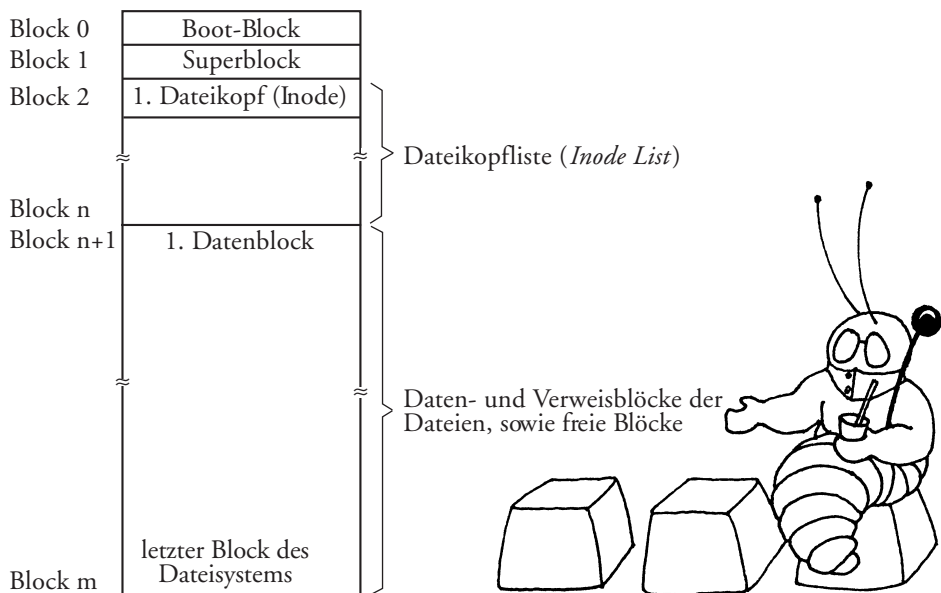 Block 0 Boot-Block
Block 1 Superblock
Block 2 1. Dateikopf (Inode)
Dateikopfliste (Inode List)
Block n
Block n+1 1. Datenblock
Daten- und Verweisblöcke der
Dateien, sowie freie Blöcke
letzter Block des
Block m Dateisystems